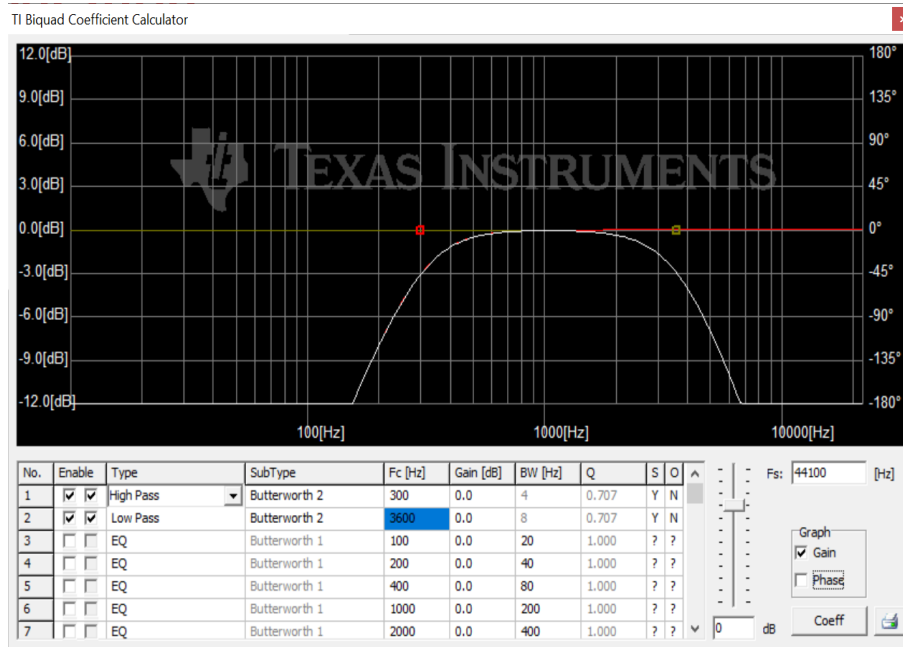 TI Biquad Coefficient Calculator
12.0[dB] 180°
9.0[dB] 135°
6.0[dB] 90°
TEXAS INSTRUMENTS
3.0[dB] 45°
0.0[dB] 0°
-3.0[dB] -45°
-6.0[dB] -90°
-9.0[dB] -135°
-12.0[dB] -180°
100[Hz] 1000[Hz] 10000[Hz]
No. Enable Type SubType Fc [Hz] Gain [dB] BW [Hz] Q S O Fs: 44100 [Hz]
1 High Pass Butterworth 2 300 0.0 4 0.707 Y N
2 Low Pass Butterworth 2 3600 0.0 8 0.707 Y N
3 EQ Butterworth 1 100 0.0 20 1.000 ? ? Graph
4 EQ Butterworth 1 200 0.0 40 1.000 ? ? Gain
5 EQ Butterworth 1 400 0.0 80 1.000 ? ? Phase
6 EQ Butterworth 1 1000 0.0 200 1.000 ? ?
7 EQ Butterworth 1 2000 0.0 400 1.000 ? ? 0 dB Coeff